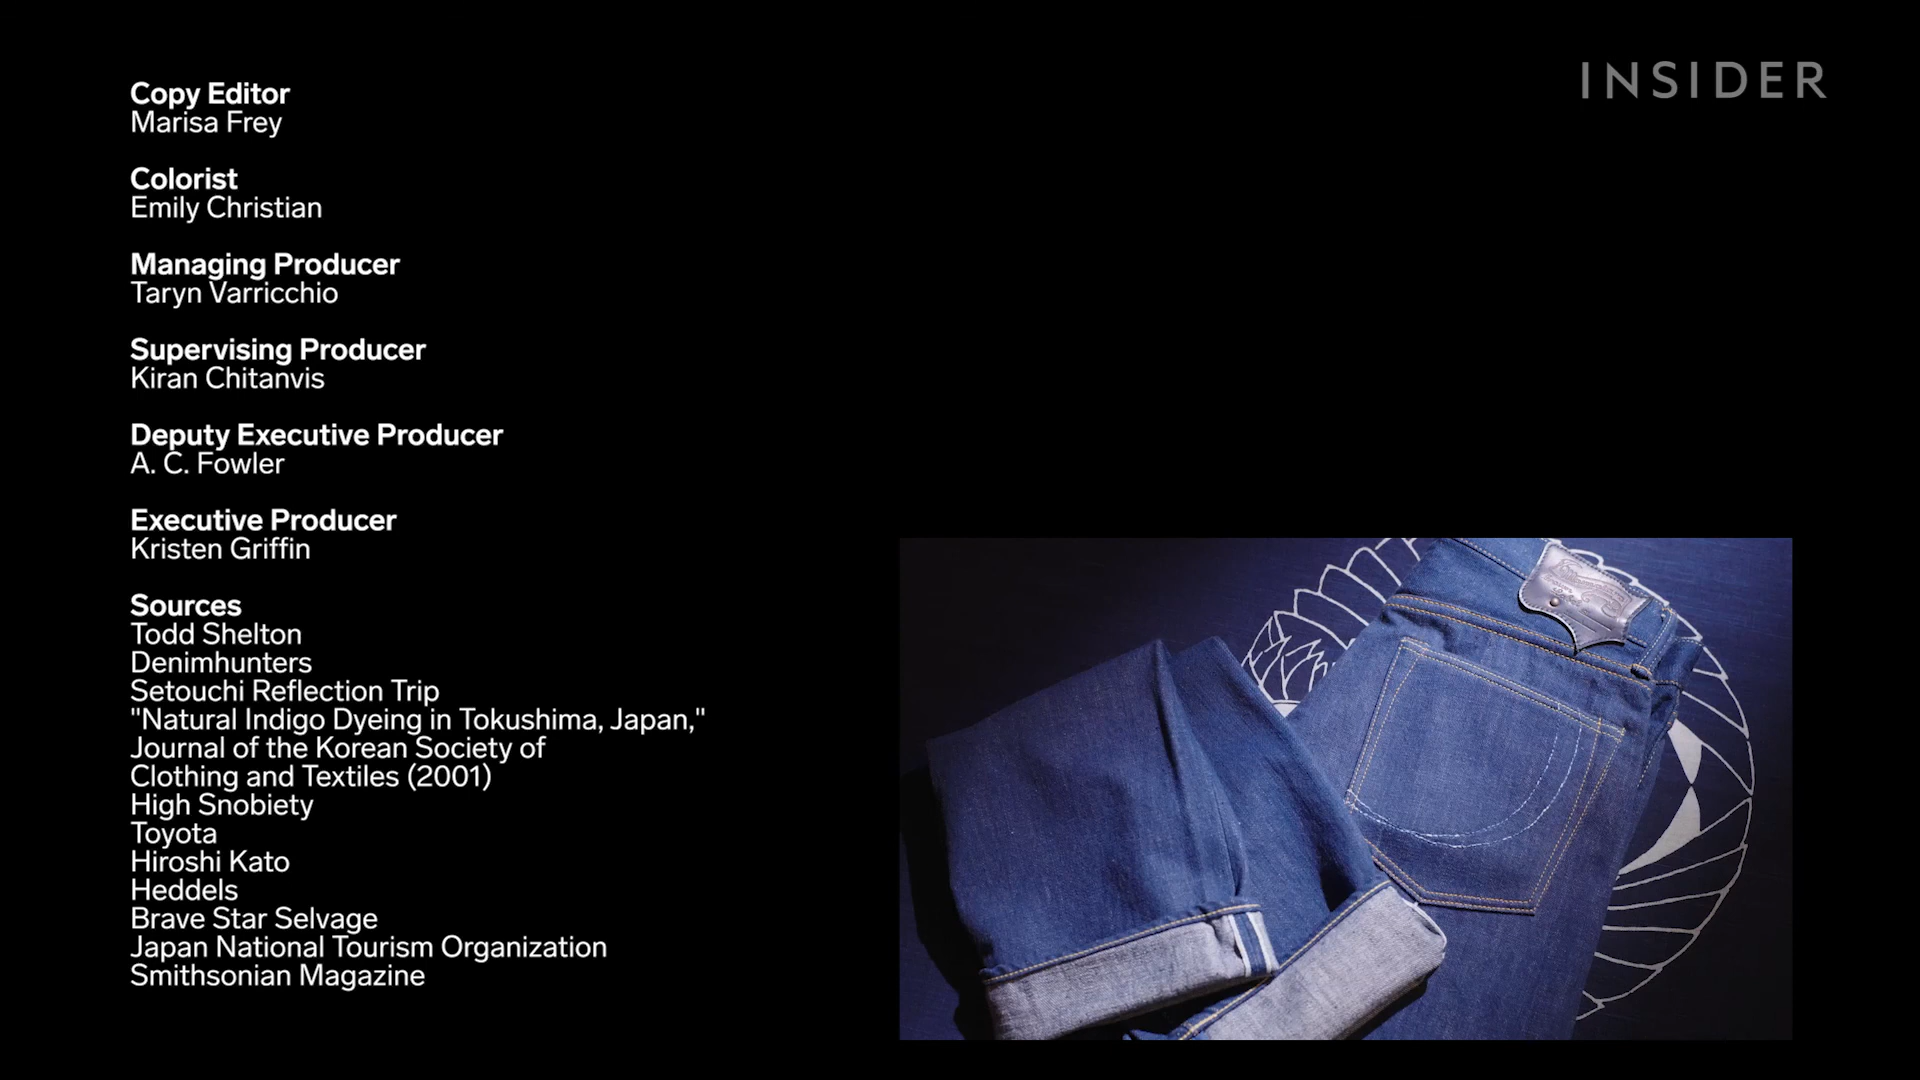 INSIDER
Copy Editor
Marisa Frey
Colorist
Emily Christian
Managing Producer
Taryn Varricchio
Supervising Producer
Kiran Chitanvis
Deputy Executive Producer
A. C. Fowler
Executive Producer
Kristen Griffin
Sources
Todd Shelton
Denimhunters
Setouchi Reflection Trip
"Natural Indigo Dyeing in Tokushima, Japan,"
Journal of the Korean Society of
Clothing and Textiles (2001)
High Snobiety
Toyota
Hiroshi Kato
Heddels
Brave Star Selvage
Japan National Tourism Organization
Smithsonian Magazine